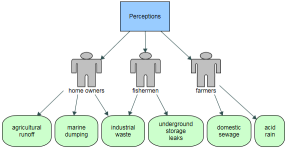 Perceptions
home owners
fishermen
farmers
agricultural
runoff
marine
dumping
industrial
waste
underground
storage
leaks
domestic
sewage
acid
rain